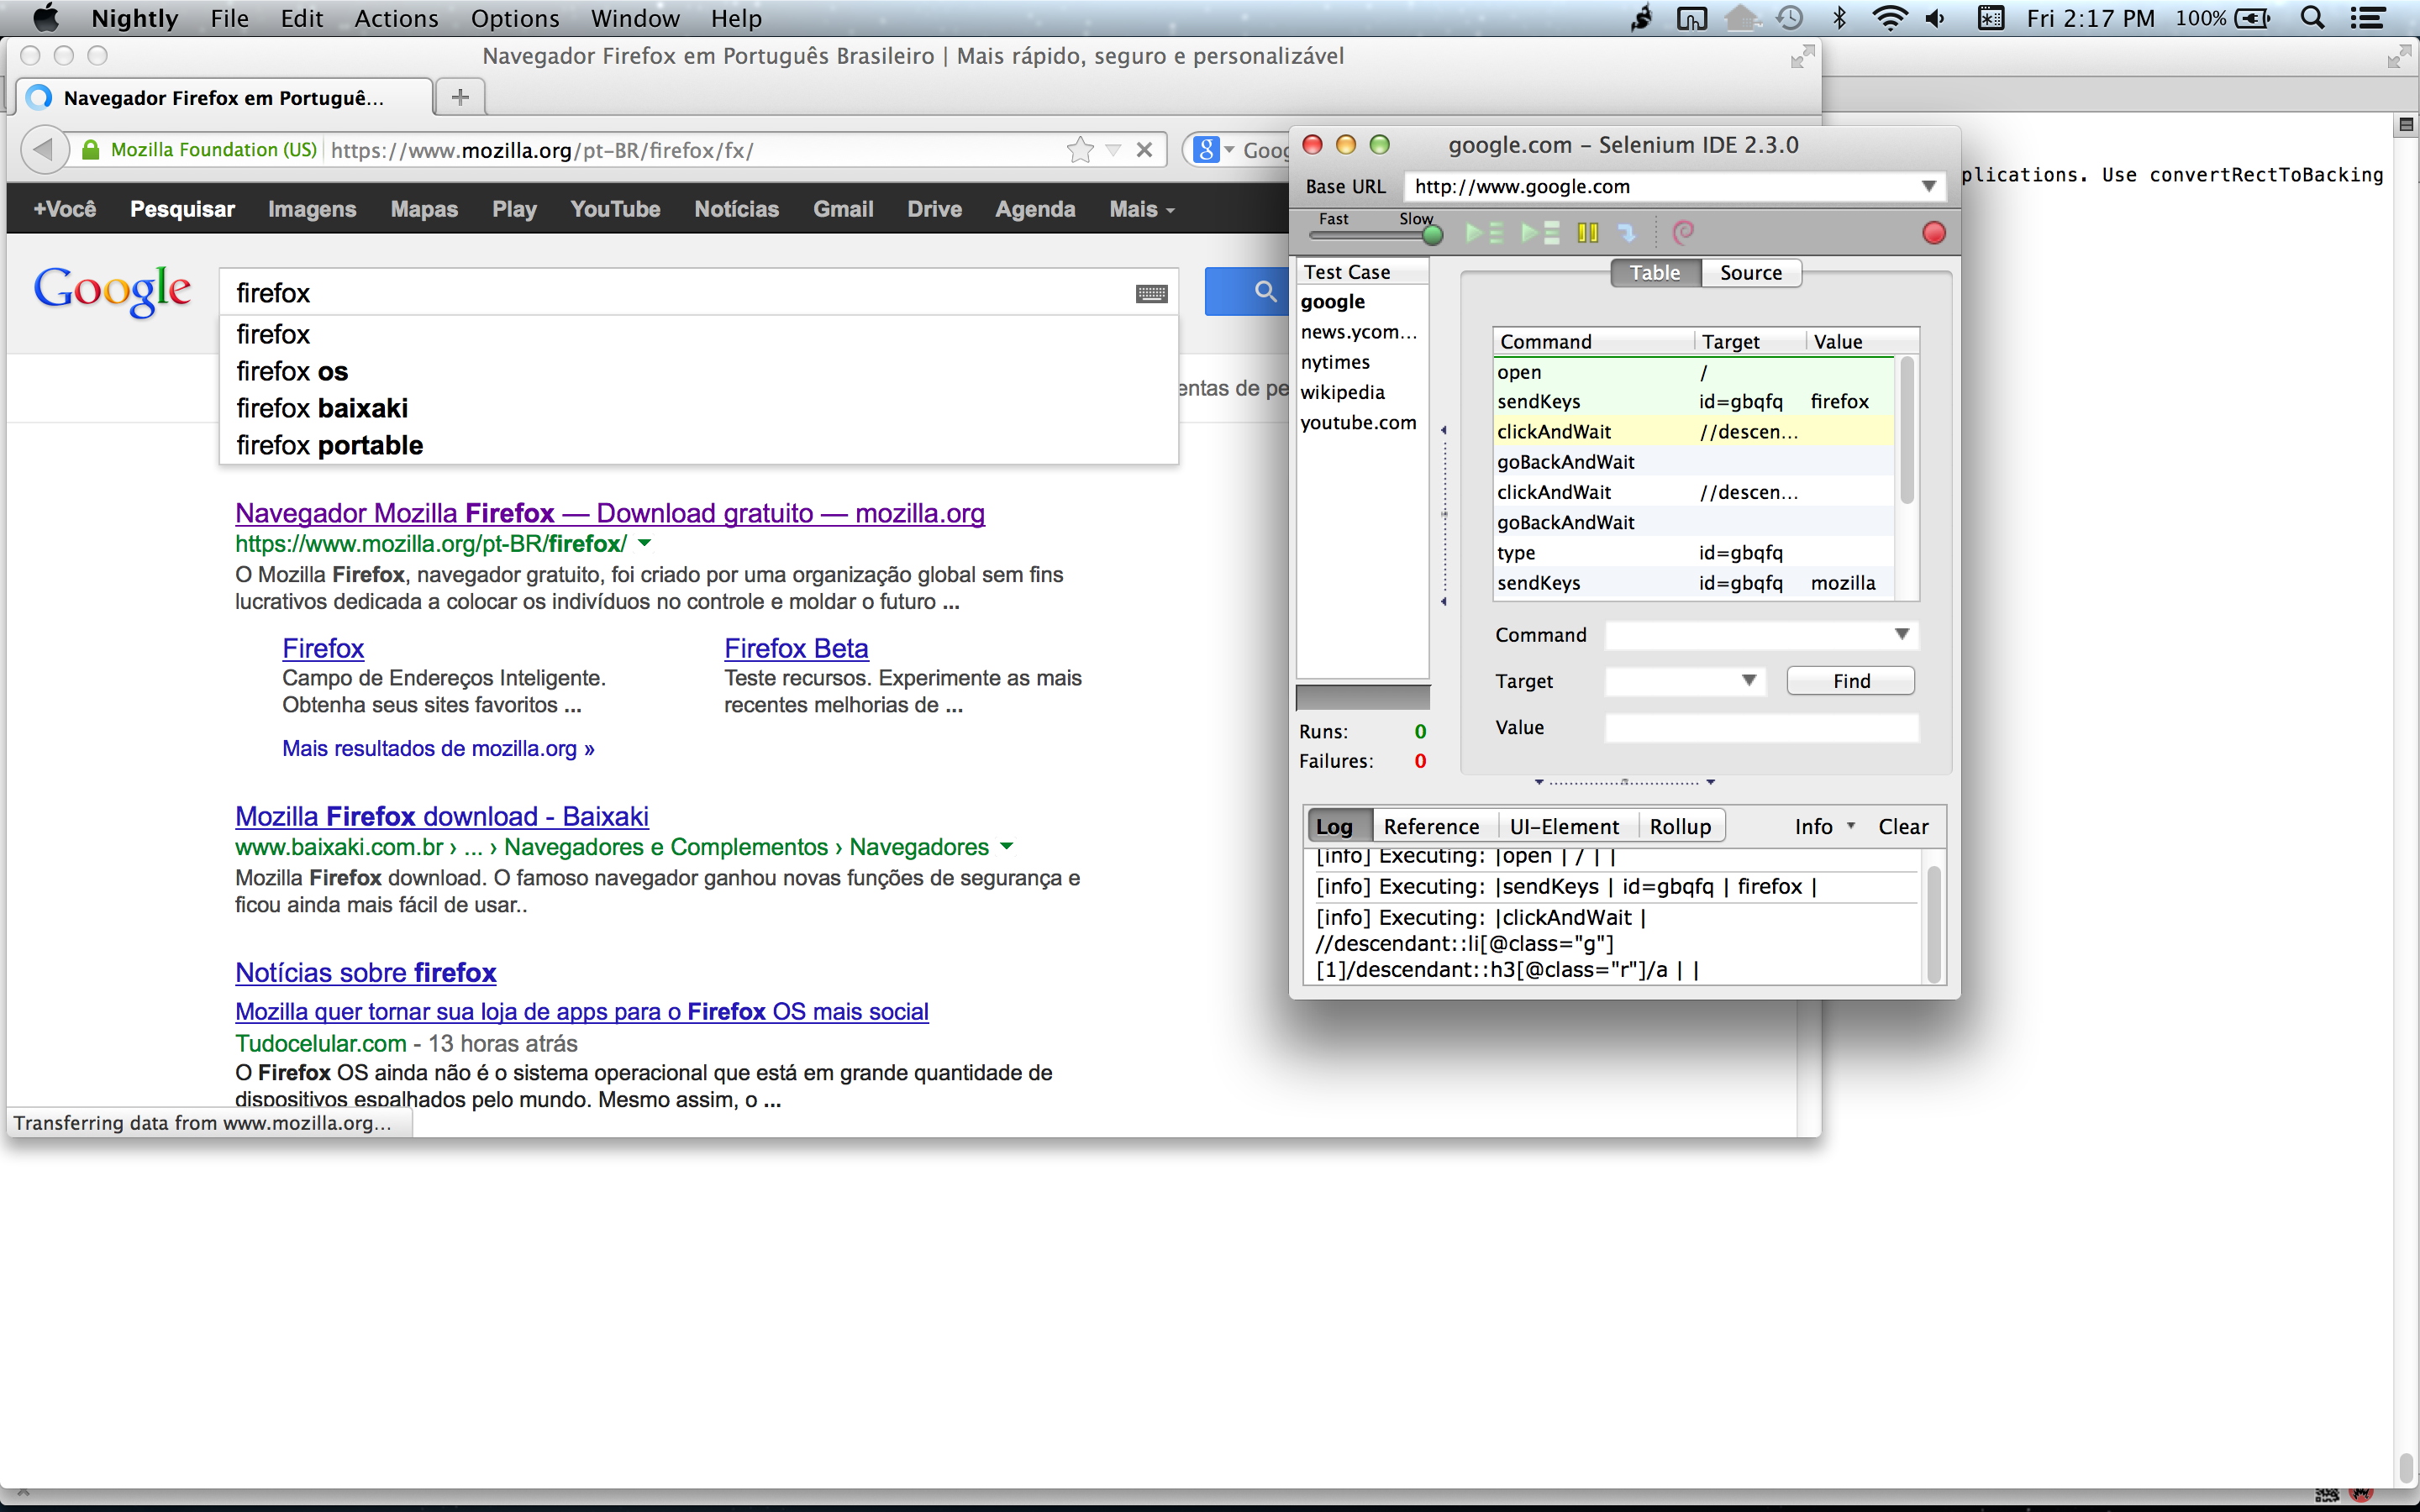 Nightly File Edit Actions Options Window Help Fri 2:17 PM 100%
Navegador Firefox em Português Brasileiro | Mais rápido, seguro e personalizável
Navegador Firefox em Portuguê...
Mozilla Foundation (US) https://www.mozilla.org/pt-BR/firefox/fx/
+Você Pesquisar Imagens Mapas Play YouTube Notícias Gmail Drive Agenda Mais
Google firefox
firefox
firefox os
firefox baixaki
firefox portable
entas de pe
Navegador Mozilla Firefox — Download gratuito — mozilla.org
https://www.mozilla.org/pt-BR/firefox/
O Mozilla Firefox, navegador gratuito, foi criado por uma organização global sem fins
lucrativos dedicada a colocar os indivíduos no controle e moldar o futuro ...
Firefox
Campo de Endereços Inteligente.
Obtenha seus sites favoritos ...
Firefox Beta
Teste recursos. Experimente as mais
recentes melhorias de ...
Mais resultados de mozilla.org »
Mozilla Firefox download - Baixaki
www.baixaki.com.br › ... › Navegadores e Complementos › Navegadores
Mozilla Firefox download. O famoso navegador ganhou novas funções de segurança e
ficou ainda mais fácil de usar..
Notícias sobre firefox
Mozilla quer tornar sua loja de apps para o Firefox OS mais social
Tudocelular.com - 13 horas atrás
O Firefox OS ainda não é o sistema operacional que está em grande quantidade de
dispositivos espalhados pelo mundo. Mesmo assim, o ...
Transferring data from www.mozilla.org...
google.com – Selenium IDE 2.3.0
Base URL http://www.google.com
Fast Slow
Test Case
google
news.ycom...
nytimes
wikipedia
youtube.com
Runs: 0
Failures: 0
Table Source
Command Target Value
open /
sendKeys id=gbqfq firefox
clickAndWait //descen...
goBackAndWait
clickAndWait //descen...
goBackAndWait
type id=gbqfq
sendKeys id=gbqfq mozilla
Command
Target Find
Value
Log Reference UI-Element Rollup Info Clear
[info] Executing: |open | / | |
[info] Executing: |sendKeys | id=gbqfq | firefox |
[info] Executing: |clickAndWait |
//descendant::li[@class="g"]
[1]/descendant::h3[@class="r"]/a | |
plications. Use convertRectToBacking